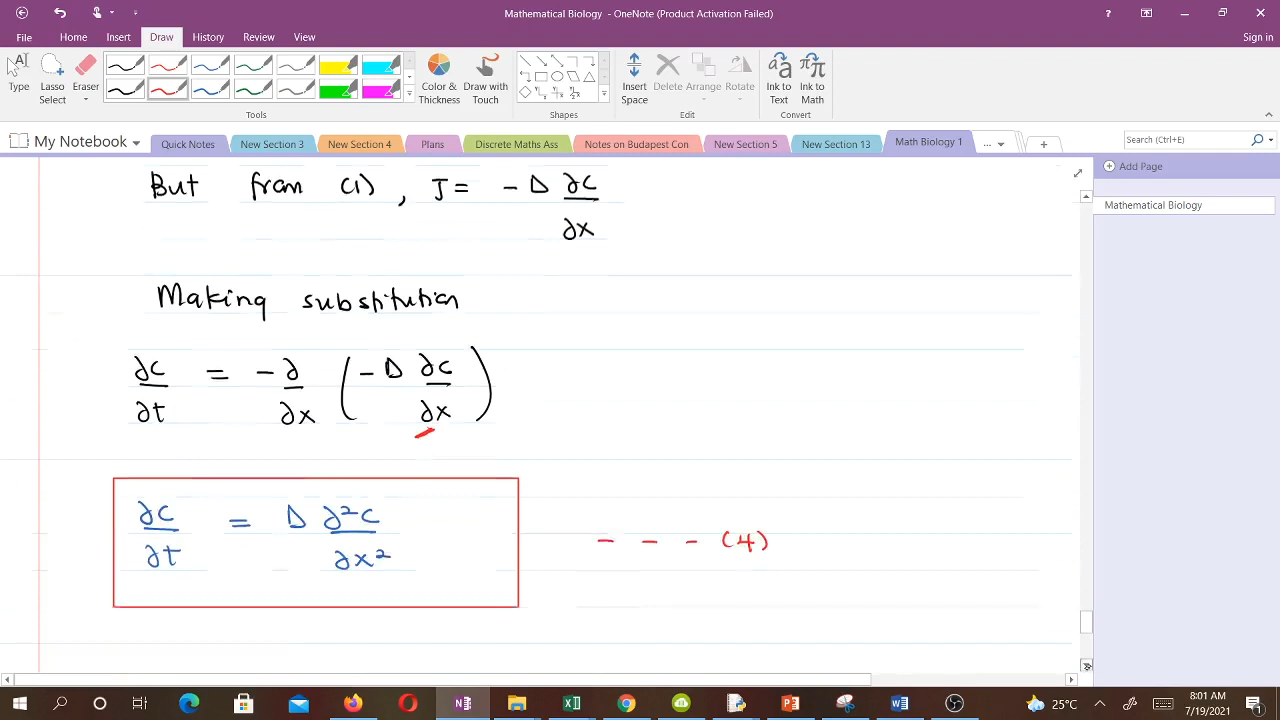 Mathematical Biology - OneNote (Product Activation Failed)
File Home Insert Draw History Review View
Sign in
Type Lasso Select Eraser
Color & Thickness Draw with Touch
Insert Space Delete Arrange Rotate
Ink to Text Ink to Math
Tools Shapes Edit Convert
My Notebook Quick Notes New Section 3 New Section 4 Plans Discrete Maths Ass Notes on Budapest Con New Section 5 New Section 13 Math Biology 1 ...
Search (Ctrl+E)
Add Page
Mathematical Biology
But from (1), J = -D ∂C/∂x
Making substitution
∂C/∂t = -∂/∂x (-D ∂C/∂x)
∂C/∂t = D ∂²C/∂x² - - - (4)
25°C
8:01 AM
7/19/2021